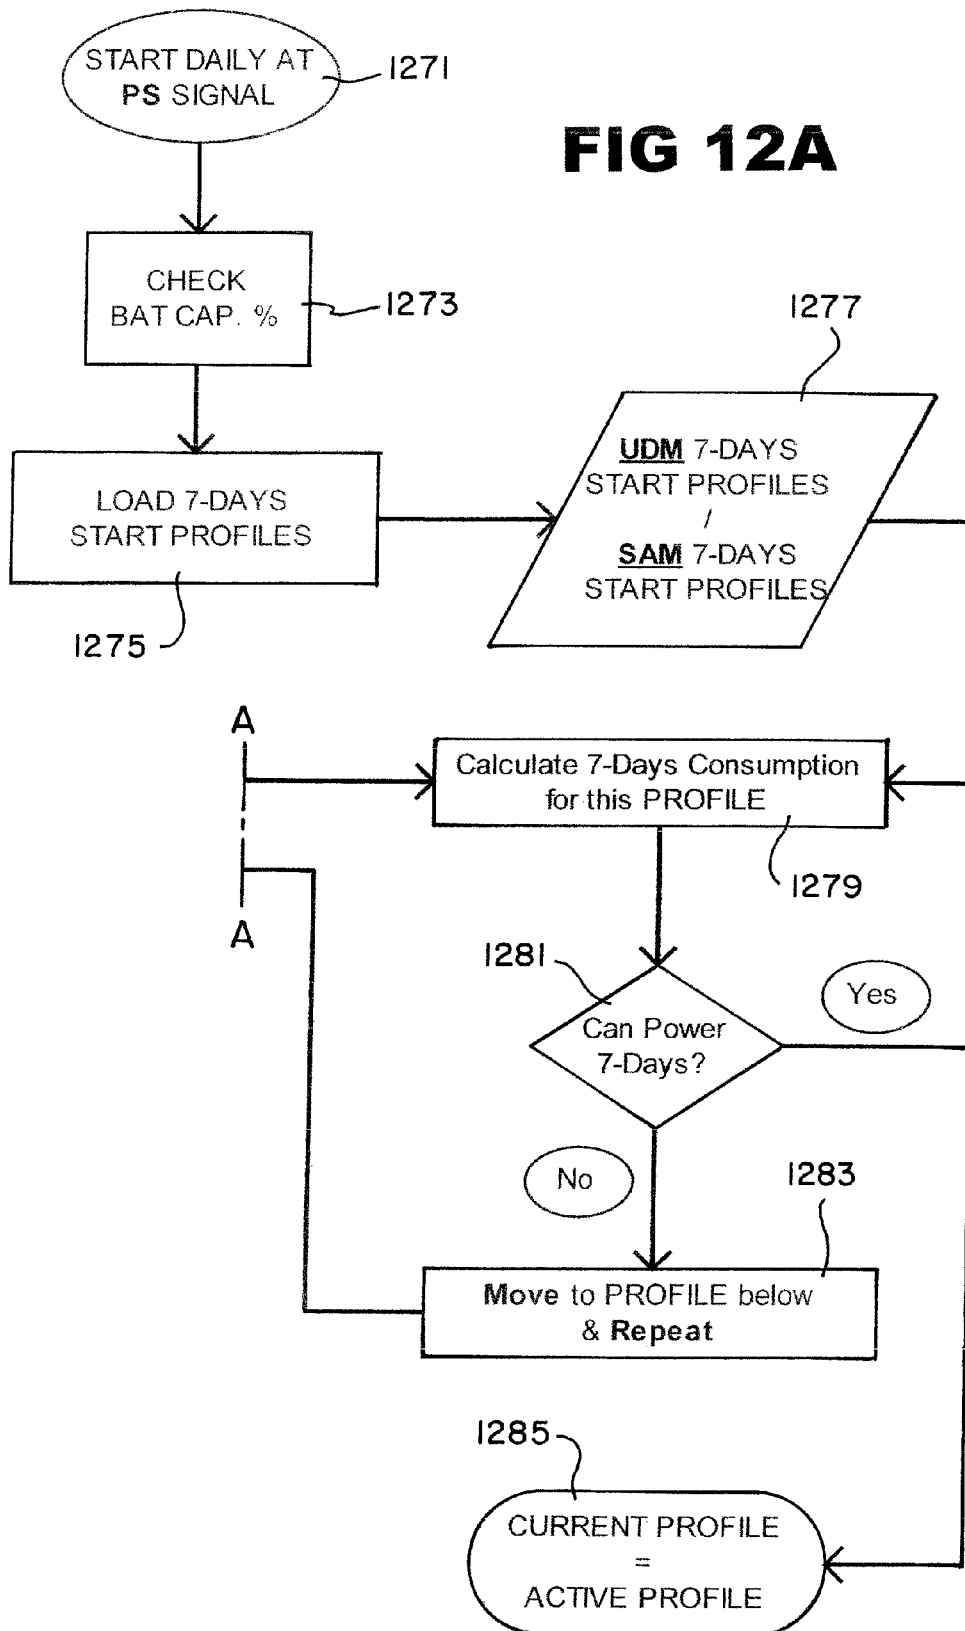 START DAILY AT
PS SIGNAL
1271
FIG 12A
CHECK
BAT CAP. %
1273
1277
LOAD 7-DAYS
START PROFILES
1275
UDM 7-DAYS
START PROFILES
/
SAM 7-DAYS
START PROFILES
A
A
Calculate 7-Days Consumption
for this PROFILE
1279
1281
Can Power
7-Days?
Yes
No
1283
Move to PROFILE below
& Repeat
1285
CURRENT PROFILE
=
ACTIVE PROFILE